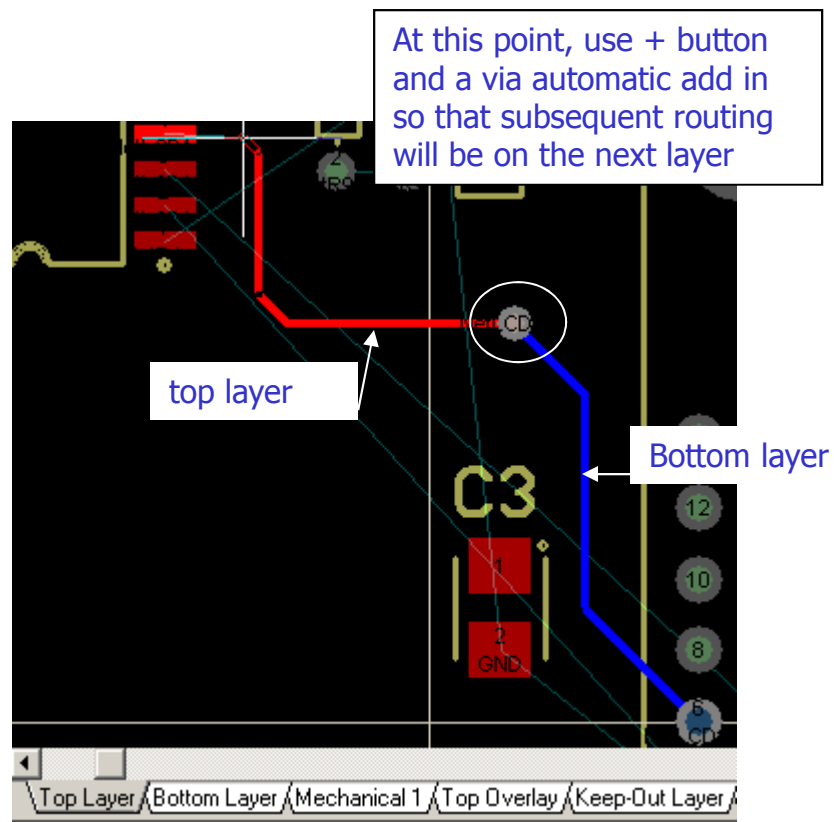 At this point, use + button
and a via automatic add in
so that subsequent routing
will be on the next layer
2
CD
top layer
Bottom layer
C3
12
1
10
2
GND
8
6
CD
Top Layer
Bottom Layer
Mechanical 1
Top Overlay
Keep-Out Layer